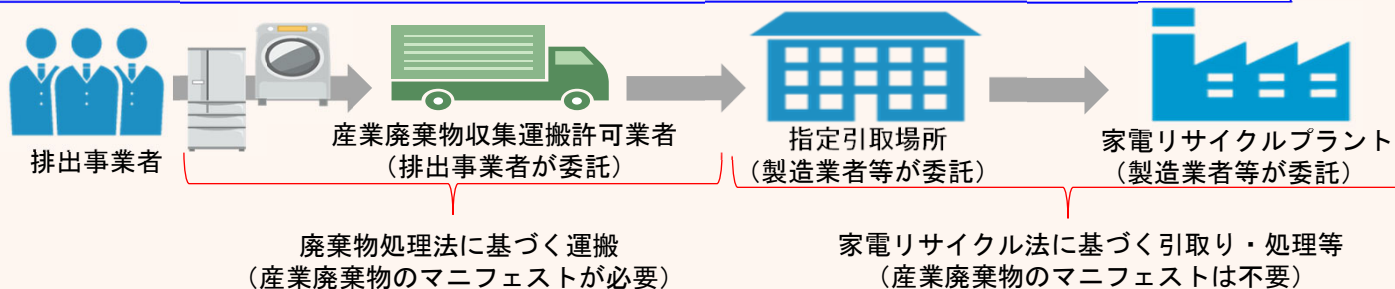 排出事業者
産業廃棄物収集運搬許可業者
（排出事業者が委託）
指定引取場所
（製造業者等が委託）
家電リサイクルプラント
（製造業者等が委託）
廃棄物処理法に基づく運搬
（産業廃棄物のマニフェストが必要）
家電リサイクル法に基づく引取り・処理等
（産業廃棄物のマニフェストは不要）